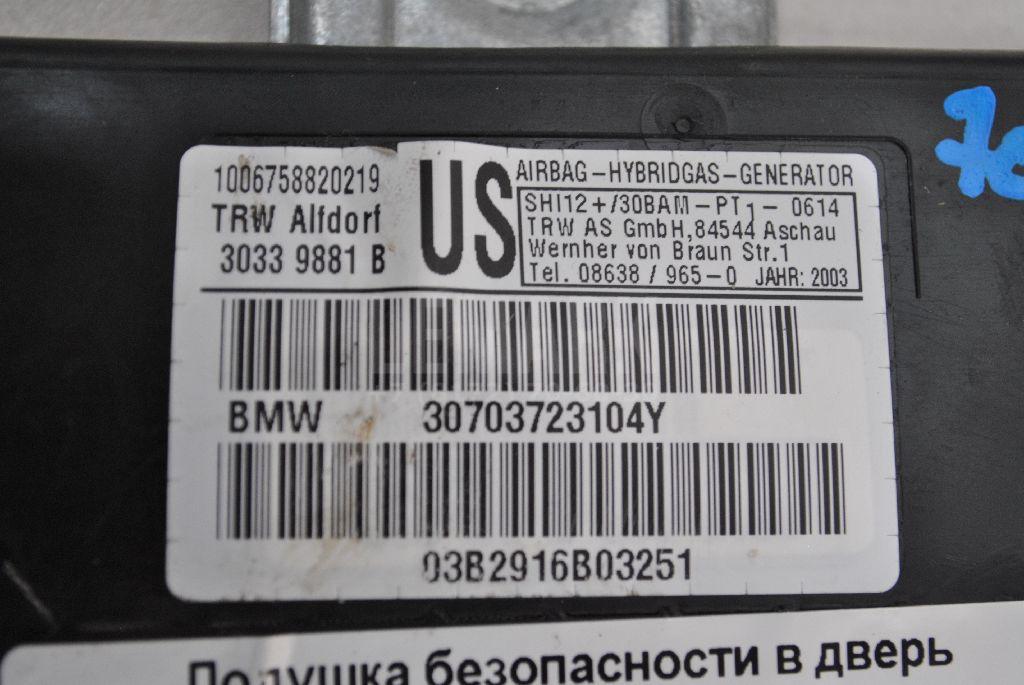 1006758820219
TRW Alfdorf
3033 9881 B
US
AIRBAG-HYBRIDGAS-GENERATOR
SHI12+/30BAM-PT1-0614
TRW AS GmbH,84544 Aschau
Wernher von Braun Str.1
Tel. 08638 / 965-0 JAHR: 2003
BMW 30703723104Y
03B2916B03251
Подушка безопасности в дверь